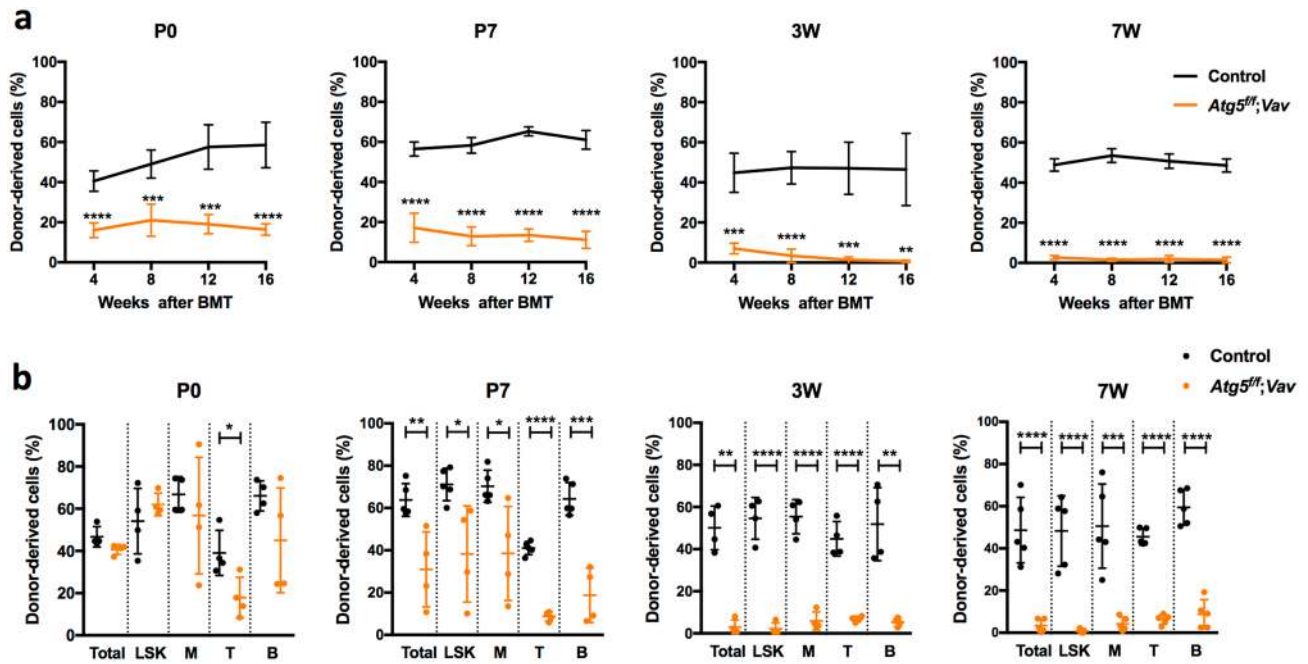 a
P0
P7
3W
7W
Donor-derived cells (%)
100
80
60
40
20
0
**** *** *** ****
4 8 12 16
Weeks after BMT
Donor-derived cells (%)
100
80
60
40
20
0
**** **** **** ****
4 8 12 16
Weeks after BMT
Donor-derived cells (%)
100
80
60
40
20
0
*** **** *** **
4 8 12 16
Weeks after BMT
Donor-derived cells (%)
100
80
60
40
20
0
**** **** **** ****
4 8 12 16
Weeks after BMT
Control
Atg5f/f;Vav
b
Control
Atg5f/f;Vav
P0
P7
3W
7W
Donor-derived cells (%)
100
80
60
40
20
0
*
Total LSK M T B
Donor-derived cells (%)
100
80
60
40
20
0
** * * **** ***
Total LSK M T B
Donor-derived cells (%)
100
80
60
40
20
0
** **** **** **** **
Total LSK M T B
Donor-derived cells (%)
100
80
60
40
20
0
**** **** *** **** ****
Total LSK M T B